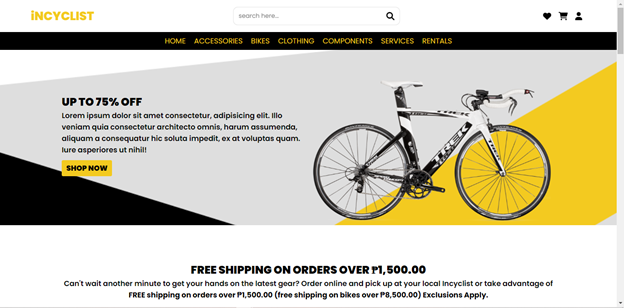 iNCYCLIST
search here...
HOME ACCESSORIES BIKES CLOTHING COMPONENTS SERVICES RENTALS
UP TO 75% OFF
Lorem ipsum dolor sit amet consectetur, adipisicing elit. Illo
veniam quia consectetur architecto omnis, harum assumenda,
aliquam a consequatur hic soluta impedit, ex at voluptas quam.
Iure asperiores ut nihil!
SHOP NOW
TREK
TREK
FREE SHIPPING ON ORDERS OVER ₱1,500.00
Can't wait another minute to get your hands on the latest gear? Order online and pick up at your local Incyclist or take advantage of
FREE shipping on orders over ₱1,500.00 (free shipping on bikes over ₱8,500.00) Exclusions Apply.